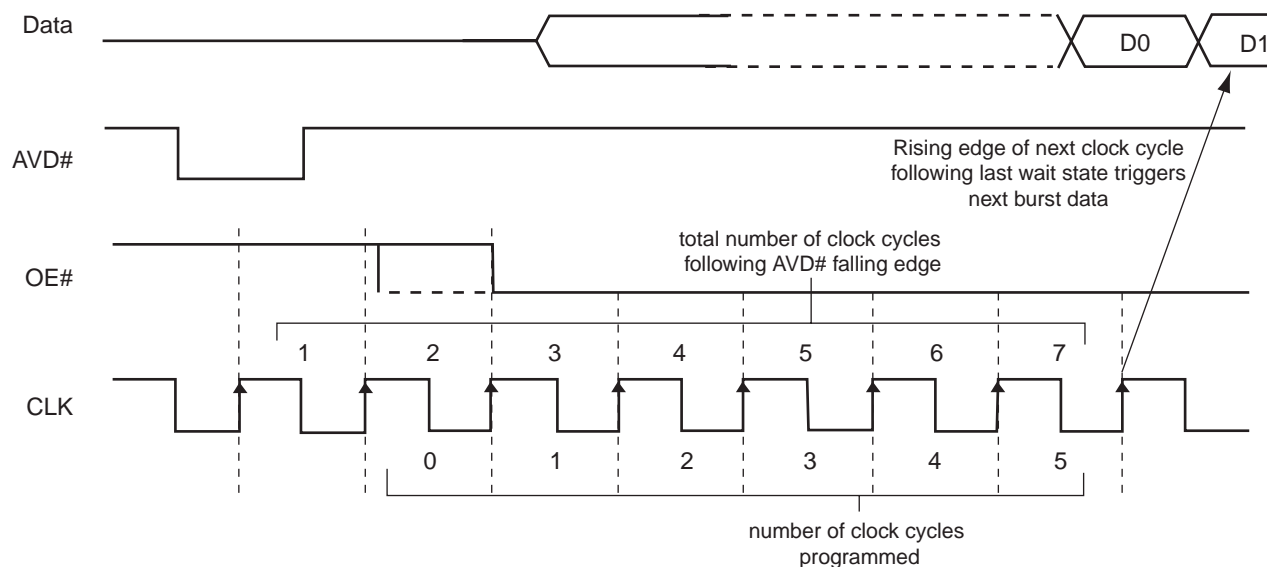 Data
D0
D1
AVD#
Rising edge of next clock cycle
following last wait state triggers
next burst data
total number of clock cycles
following AVD# falling edge
OE#
1 2 3 4 5 6 7
CLK
0 1 2 3 4 5
number of clock cycles
programmed